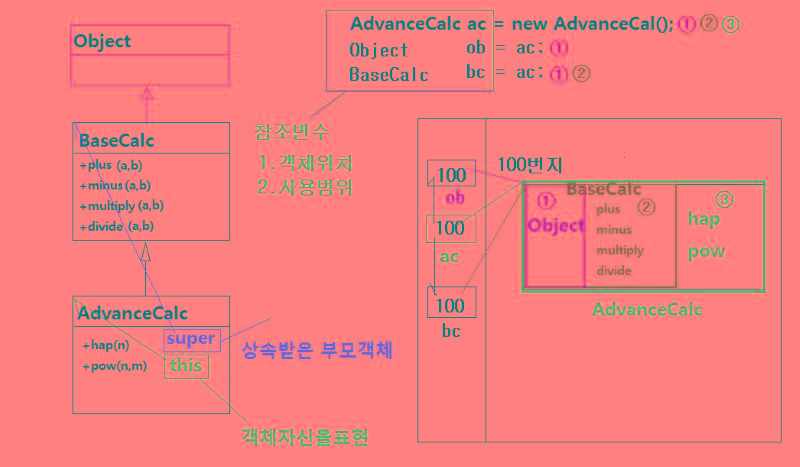 Object
AdvanceCalc ac = new AdvanceCal(); ① ② ③
Object ob = ac; ①
BaseCalc bc = ac; ① ②
BaseCalc
+plus (a,b)
+minus (a,b)
+multiply (a,b)
+divide (a,b)
참조변수
1.객체위치
2.사용범위
AdvanceCalc
+hap(n)
+pow(n,m)
super
this
상속받은 부모객체
객체자신을표현
100
ob
100
ac
100
bc
100번지
①
Object
BaseCalc
②
plus
minus
multiply
divide
③
hap
pow
AdvanceCalc